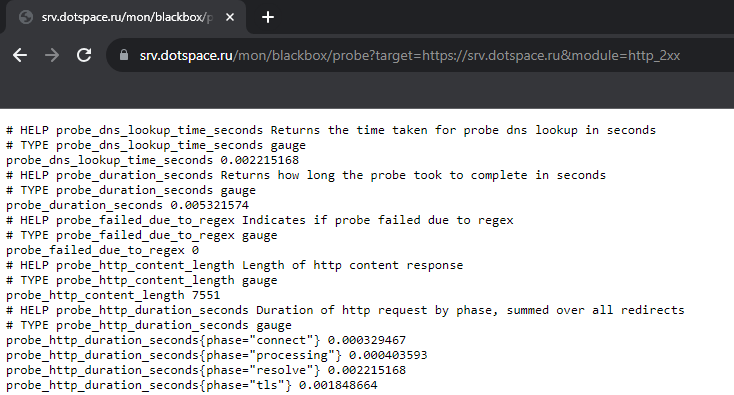 srv.dotspace.ru/mon/blackbox/p
srv.dotspace.ru/mon/blackbox/probe?target=https://srv.dotspace.ru&module=http_2xx
# HELP probe_dns_lookup_time_seconds Returns the time taken for probe dns lookup in seconds
# TYPE probe_dns_lookup_time_seconds gauge
probe_dns_lookup_time_seconds 0.002215168
# HELP probe_duration_seconds Returns how long the probe took to complete in seconds
# TYPE probe_duration_seconds gauge
probe_duration_seconds 0.005321574
# HELP probe_failed_due_to_regex Indicates if probe failed due to regex
# TYPE probe_failed_due_to_regex gauge
probe_failed_due_to_regex 0
# HELP probe_http_content_length Length of http content response
# TYPE probe_http_content_length gauge
probe_http_content_length 7551
# HELP probe_http_duration_seconds Duration of http request by phase, summed over all redirects
# TYPE probe_http_duration_seconds gauge
probe_http_duration_seconds{phase="connect"} 0.000329467
probe_http_duration_seconds{phase="processing"} 0.000403593
probe_http_duration_seconds{phase="resolve"} 0.002215168
probe_http_duration_seconds{phase="tls"} 0.001848664